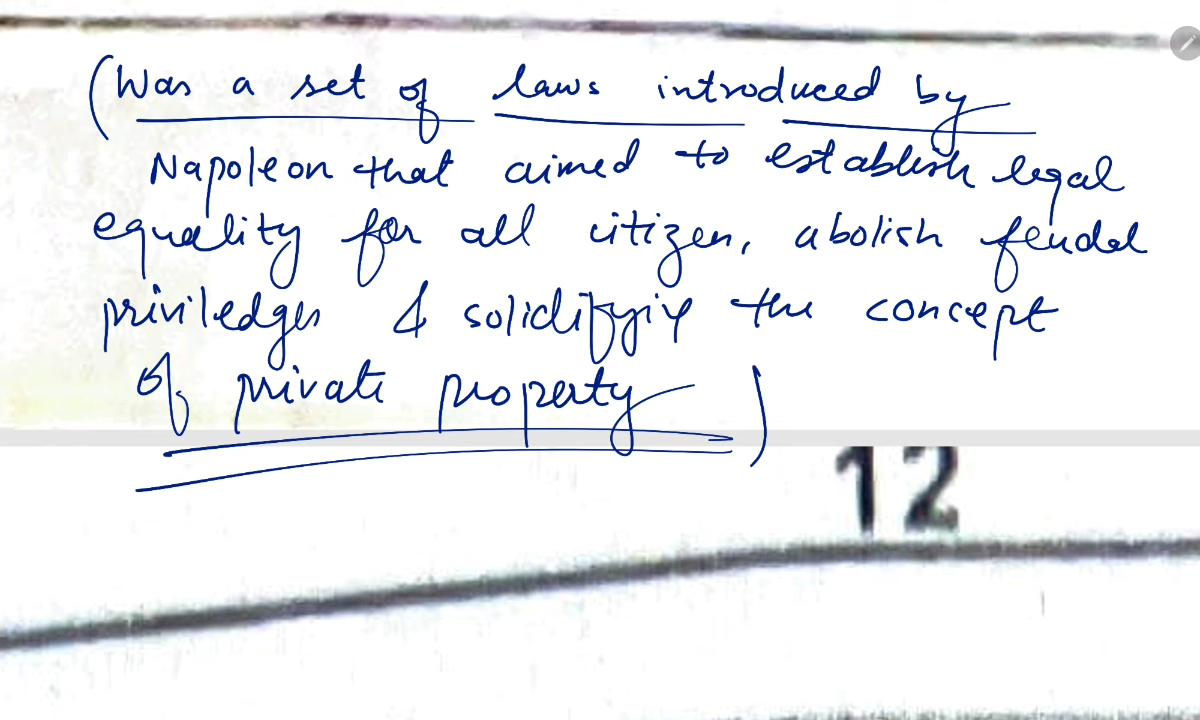 (Was a set of laws introduced by
Napoleon that aimed to establish legal
equality for all citizen, abolish feudal
priviledges & solidifyig the concept
of private property)
12